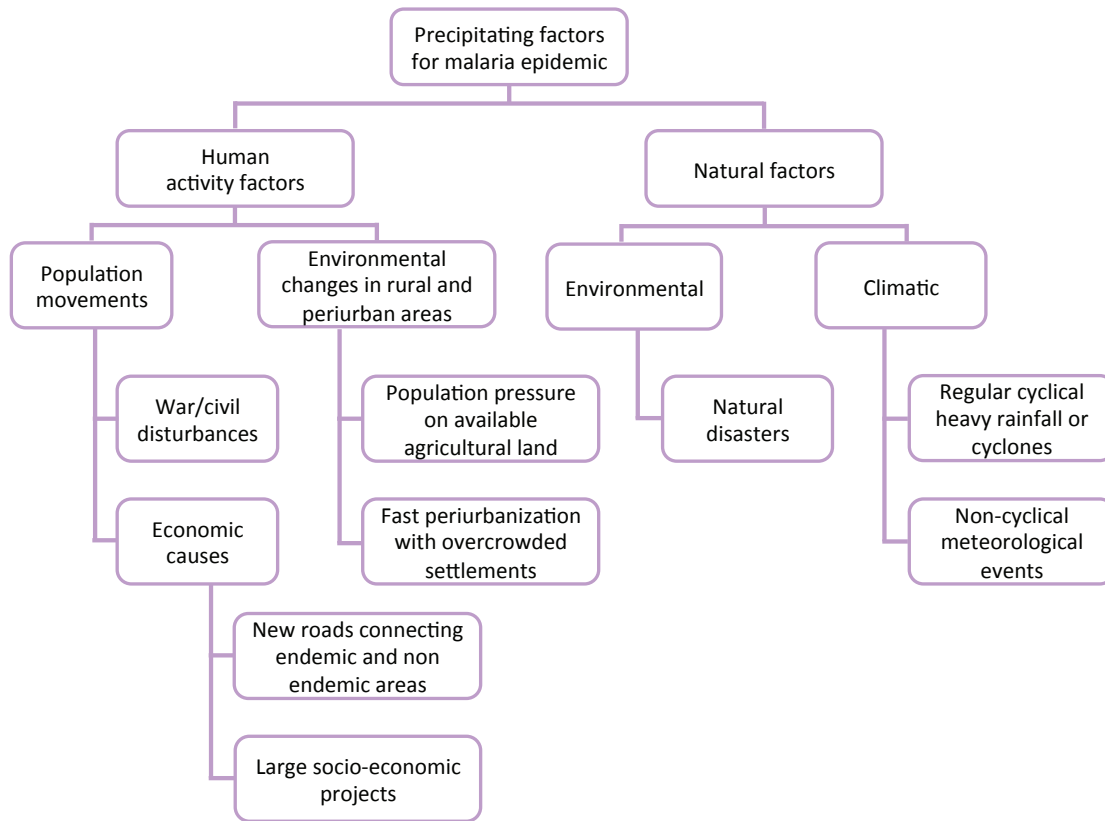 Precipitating factors
for malaria epidemic
Human
activity factors
Natural factors
Population
movements
Environmental
changes in rural and
periurban areas
Environmental
Climatic
War/civil
disturbances
Population pressure
on available
agricultural land
Natural
disasters
Regular cyclical
heavy rainfall or
cyclones
Economic
causes
Fast periurbanization
with overcrowded
settlements
Non-cyclical
meteorological
events
New roads connecting
endemic and non
endemic areas
Large socio-economic
projects